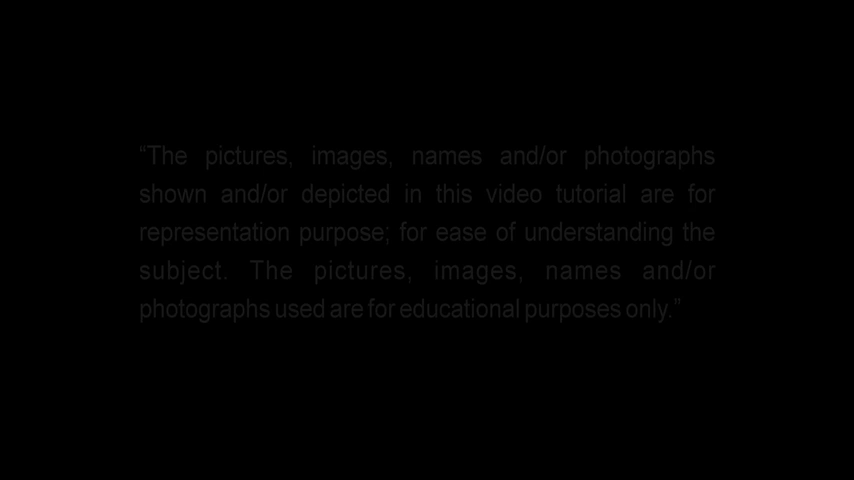 “The pictures, images, names and/or photographs
shown and/or depicted in this video tutorial are for
representation purpose; for ease of understanding the
subject. The pictures, images, names and/or
photographs used are for educational purposes only.”